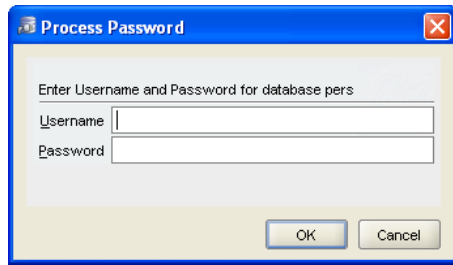 Process Password
Enter Username and Password for database pers
Username
Password
OK Cancel